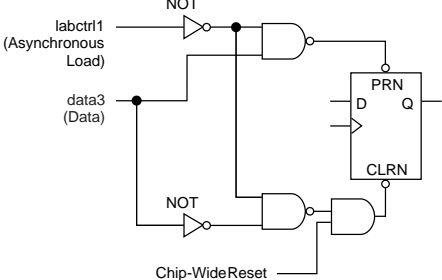 NOT
labctrl1
(Asynchronous
Load)
PRN
data3
(Data)
D
Q
CLRN
NOT
Chip-Wide Reset